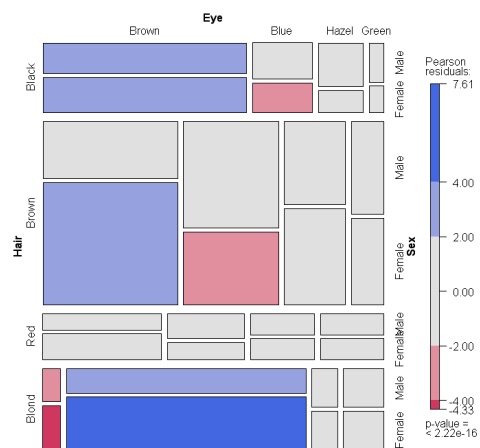 Eye
Brown Blue Hazel Green
Black
Male
Female
Brown
Male
Female
Red
Male
Female
Blond
Male
Female
Hair
Sex
Pearson
residuals:
7.61
4.00
2.00
0.00
-2.00
-4.00
-4.33
p-value =
< 2.22e-16